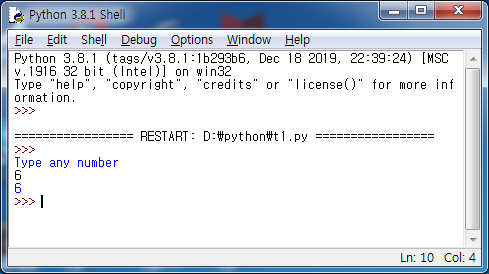 Python 3.8.1 Shell
File Edit Shell Debug Options Window Help
Python 3.8.1 (tags/v3.8.1:1b293b6, Dec 18 2019, 22:39:24) [MSC
v.1916 32 bit (Intel)] on win32
Type "help", "copyright", "credits" or "license()" for more inf
ormation.
>>>
================= RESTART: D:₩python₩t1.py =================
>>>
Type any number
6
6
>>>
Ln: 10 Col: 4